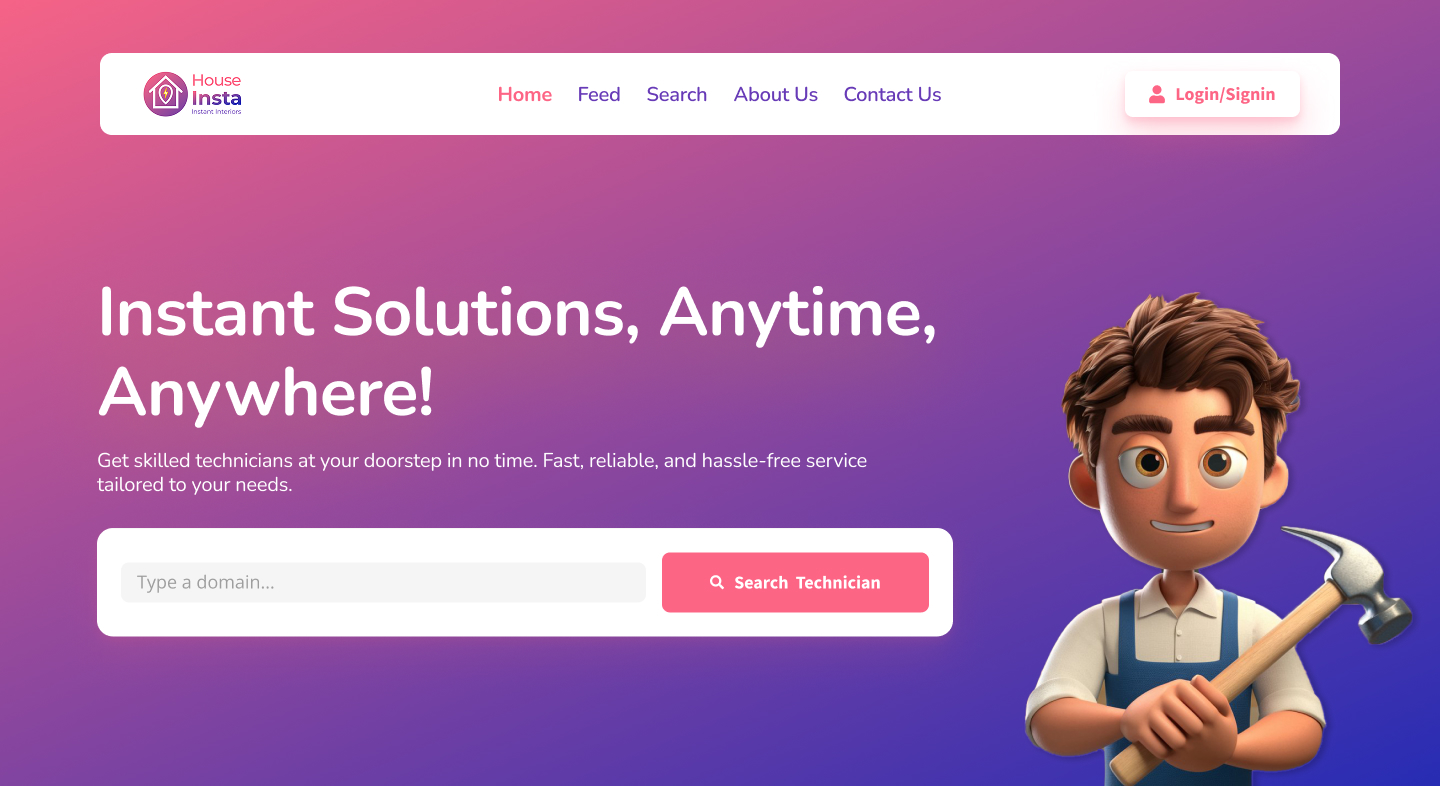 House
Insta
Instant Interiors
Home Feed Search About Us Contact Us
Login/Signin
Instant Solutions, Anytime,
Anywhere!
Get skilled technicians at your doorstep in no time. Fast, reliable, and hassle-free service
tailored to your needs.
Type a domain...
Search Technician